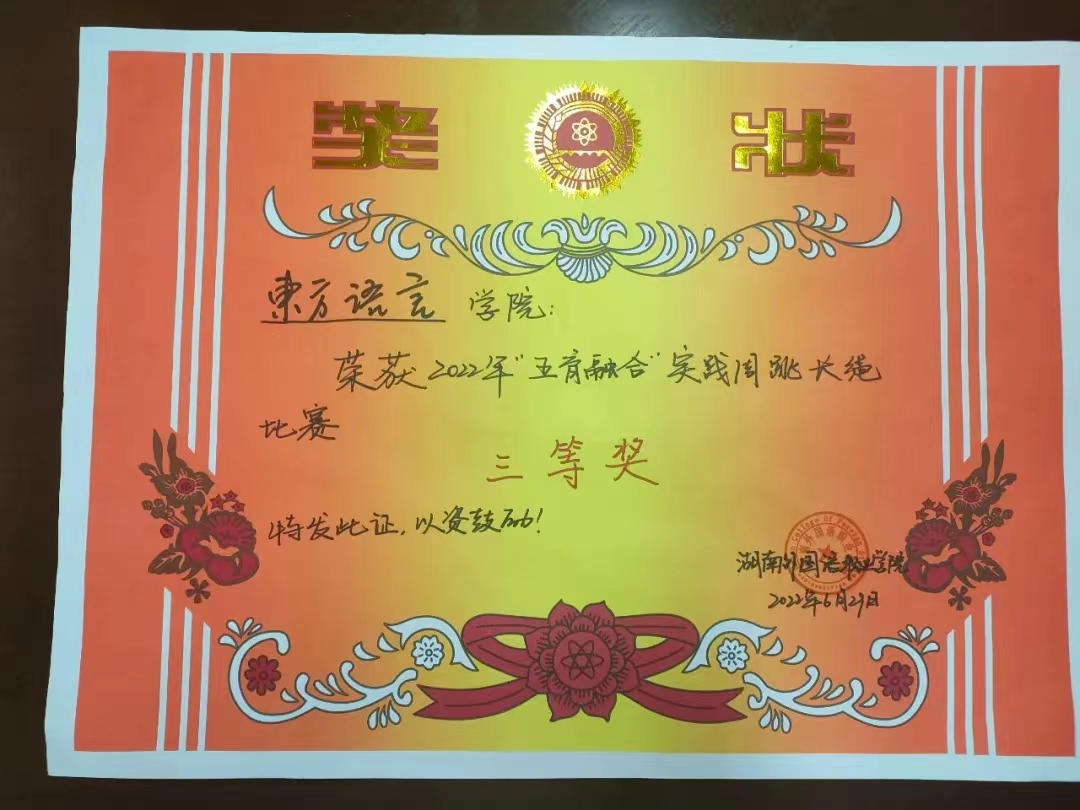 奖 状
東方语言 学院：
荣获2022年"五育融合"实践周跳长绳
比赛
三等奖
特发此证，以资鼓励！
湖南外国语职业学院
2022年6月29日